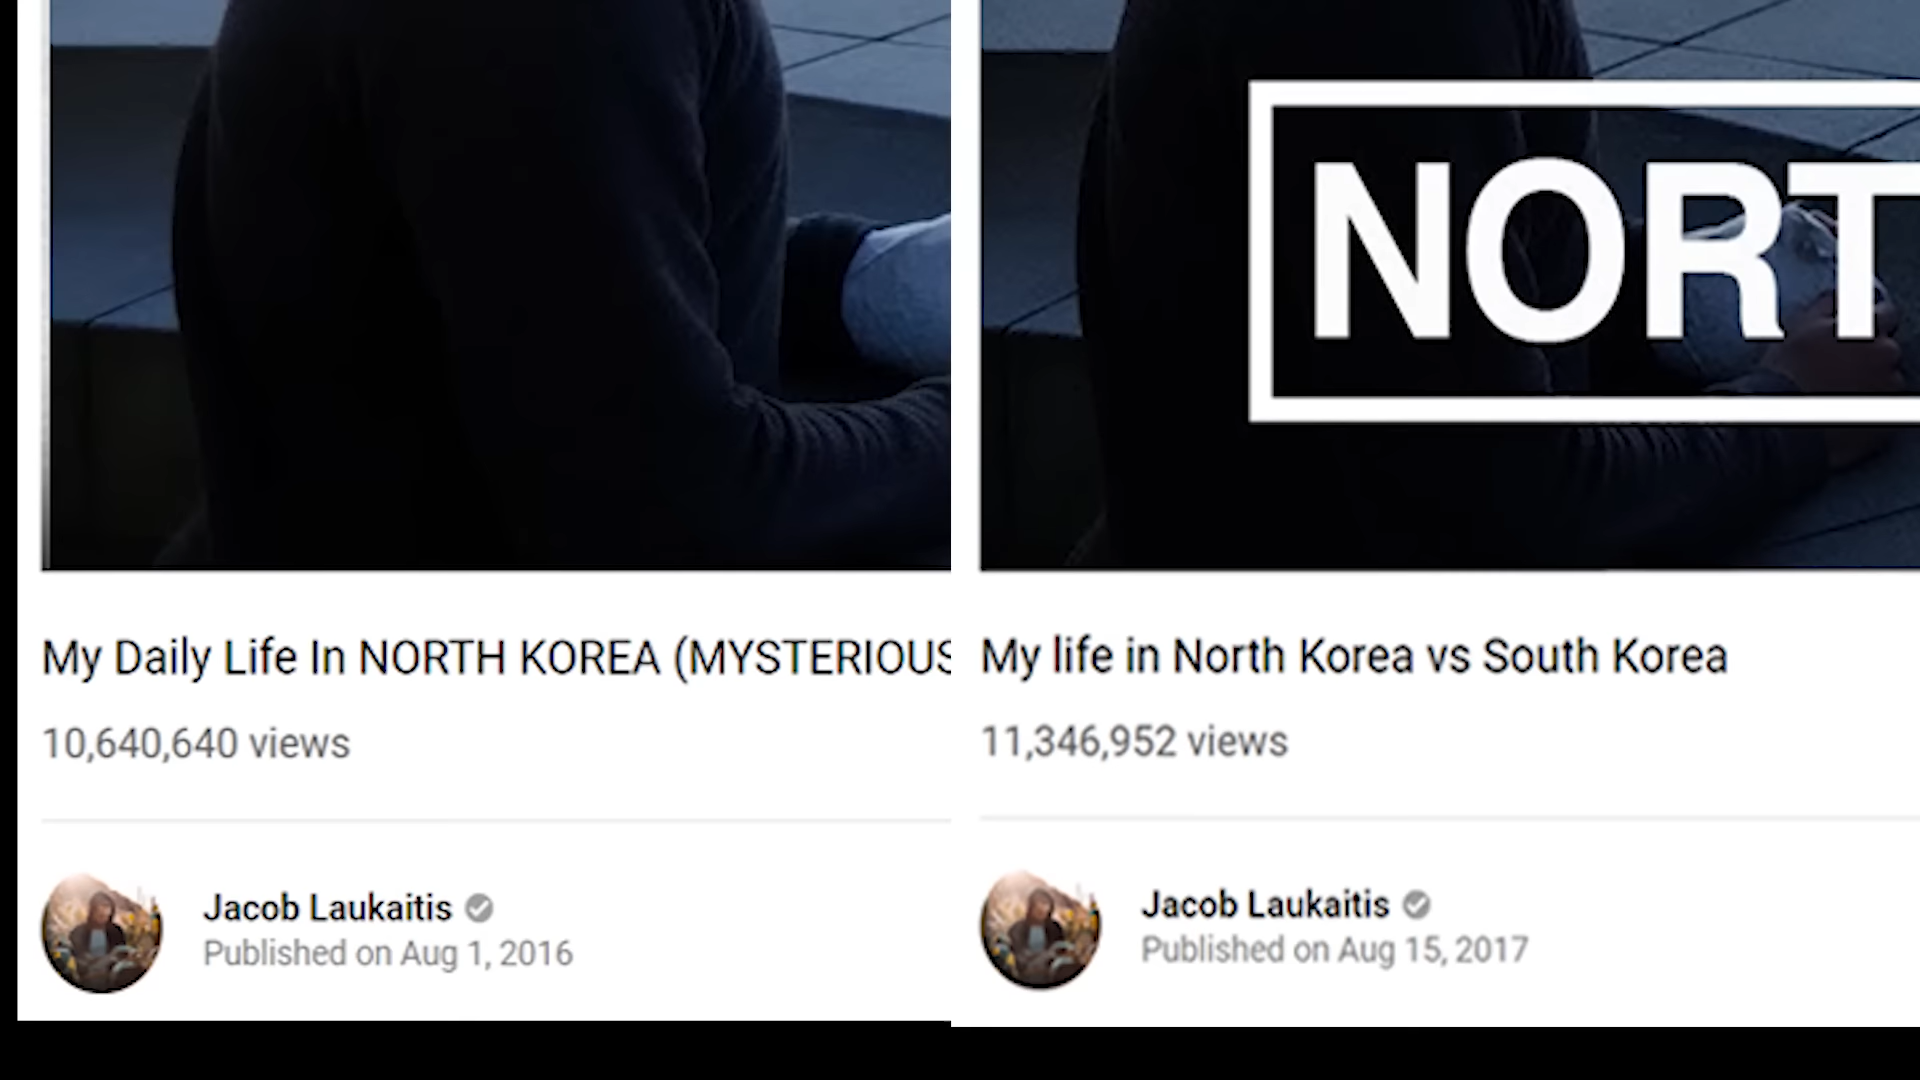 NORT
My Daily Life In NORTH KOREA (MYSTERIOUS
10,640,640 views
Jacob Laukaitis
Published on Aug 1, 2016
My life in North Korea vs South Korea
11,346,952 views
Jacob Laukaitis
Published on Aug 15, 2017